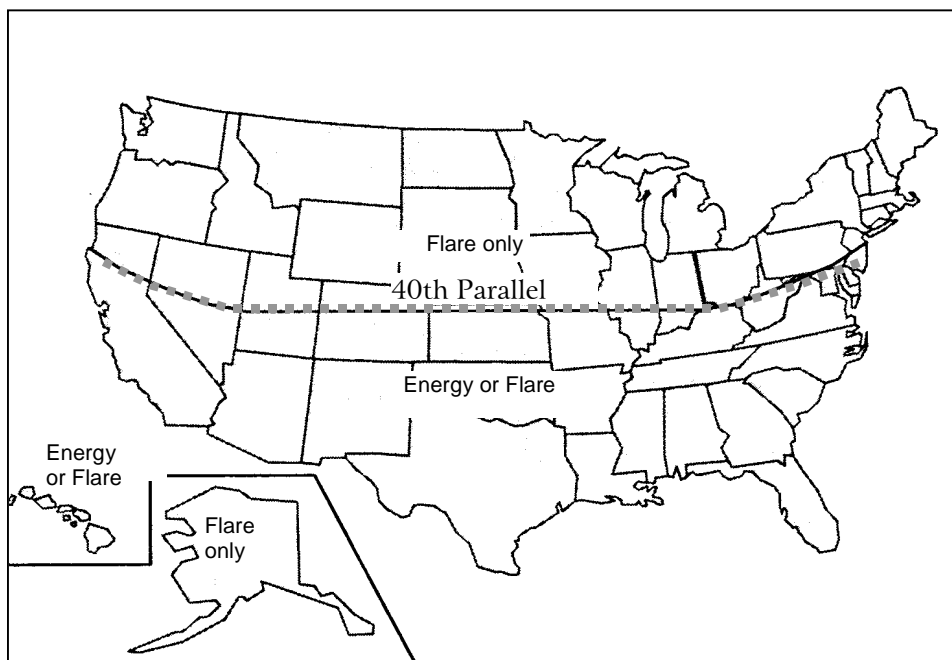 Flare only
40th Parallel
Energy or Flare
Energy
or Flare
Flare
only